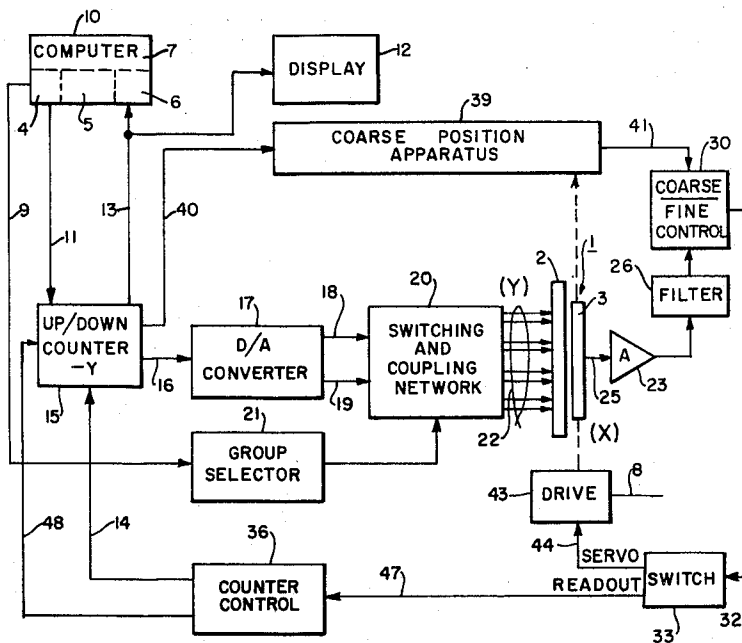 10
COMPUTER 7
4 5 6
DISPLAY
12
39
COARSE POSITION
APPARATUS
41
30
COARSE
FINE
CONTROL
9
11
13
40
26
FILTER
1
2
3
(Y)
UP/DOWN
COUNTER
-Y
15
16
17
D/A
CONVERTER
18
19
20
SWITCHING
AND
COUPLING
NETWORK
22
A
25
23
(X)
21
GROUP
SELECTOR
43
DRIVE
8
44
SERVO
READOUT
SWITCH
32
33
48
14
36
COUNTER
CONTROL
47